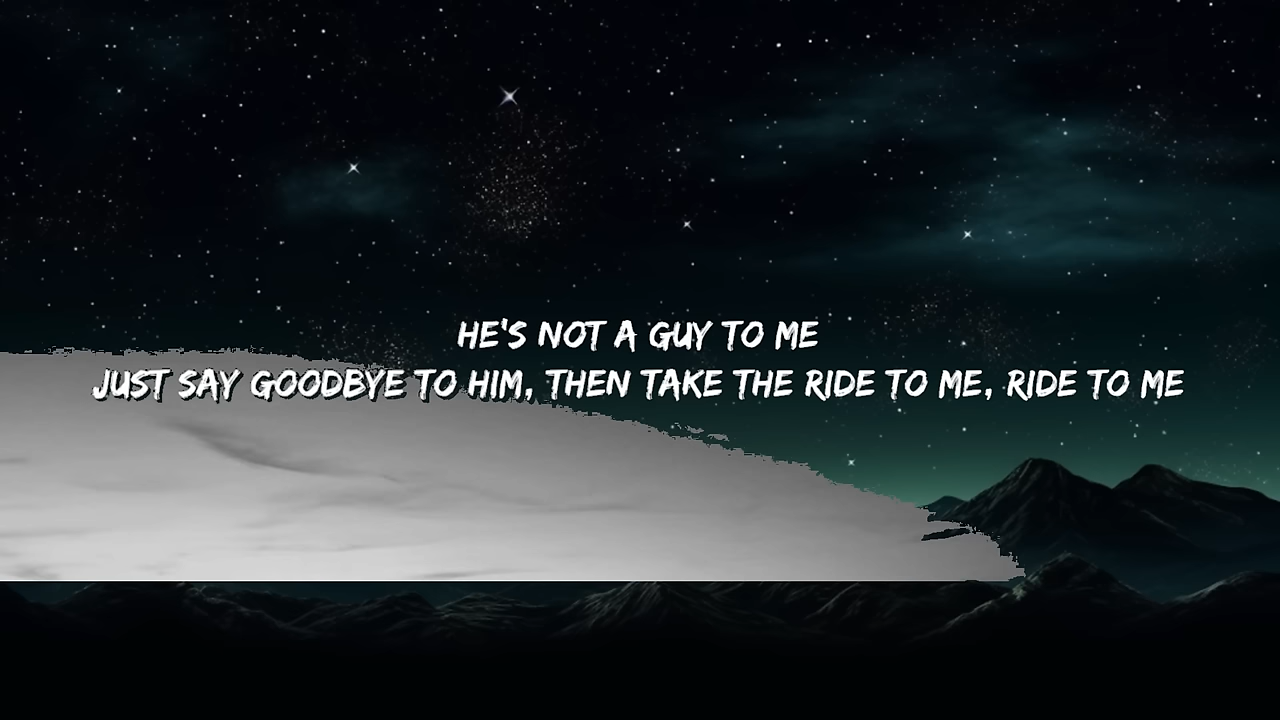 HE'S NOT A GUY TO ME
JUST SAY GOODBYE TO HIM, THEN TAKE THE RIDE TO ME, RIDE TO ME